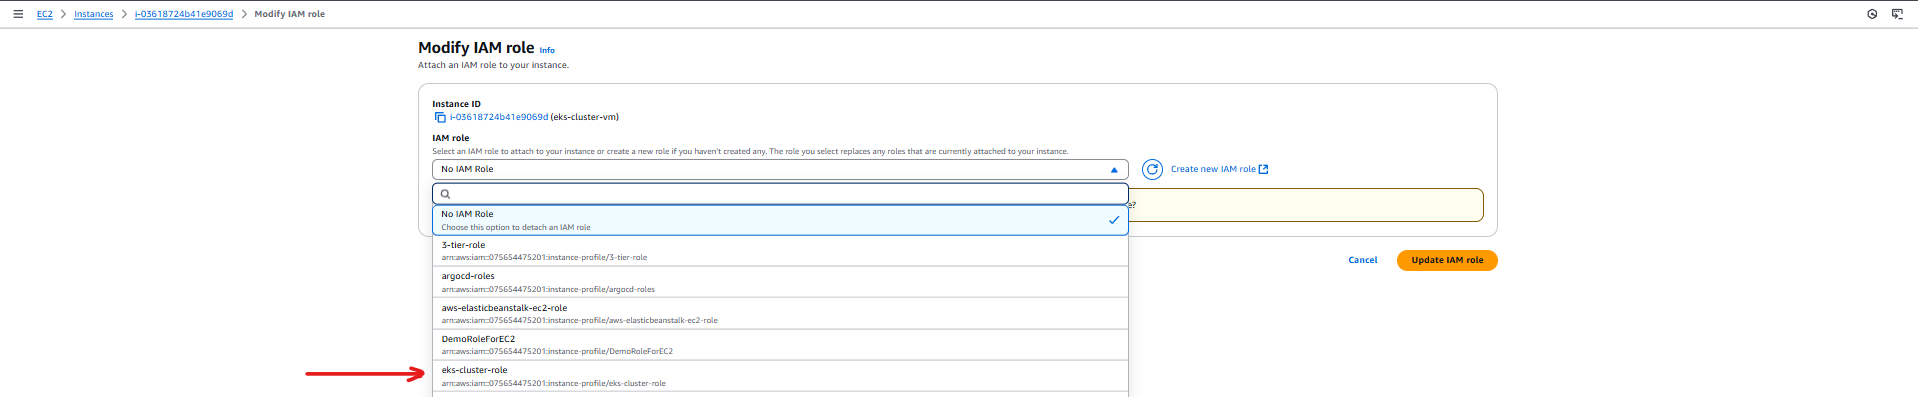 EC2 > Instances > i-03618724b41e9069d > Modify IAM role
Modify IAM role Info
Attach an IAM role to your instance.
Instance ID
i-03618724b41e9069d (eks-cluster-vm)
IAM role
Select an IAM role to attach to your instance or create a new role if you haven't created any. The role you select replaces any roles that are currently attached to your instance.
No IAM Role
Create new IAM role
No IAM Role
Choose this option to detach an IAM role
3-tier-role
arn:aws:iam::075654475201:instance-profile/3-tier-role
Cancel
Update IAM role
argocd-roles
arn:aws:iam::075654475201:instance-profile/argocd-roles
aws-elasticbeanstalk-ec2-role
arn:aws:iam::075654475201:instance-profile/aws-elasticbeanstalk-ec2-role
DemoRoleForEC2
arn:aws:iam::075654475201:instance-profile/DemoRoleForEC2
eks-cluster-role
arn:aws:iam::075654475201:instance-profile/eks-cluster-role